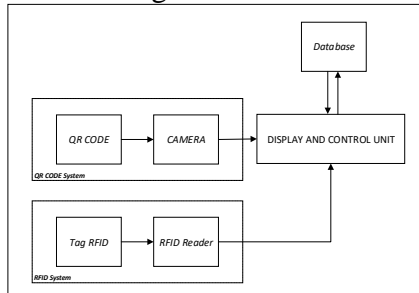 Database
QR CODE
CAMERA
DISPLAY AND CONTROL UNIT
QR CODE System
Tag RFID
RFID Reader
RFID System